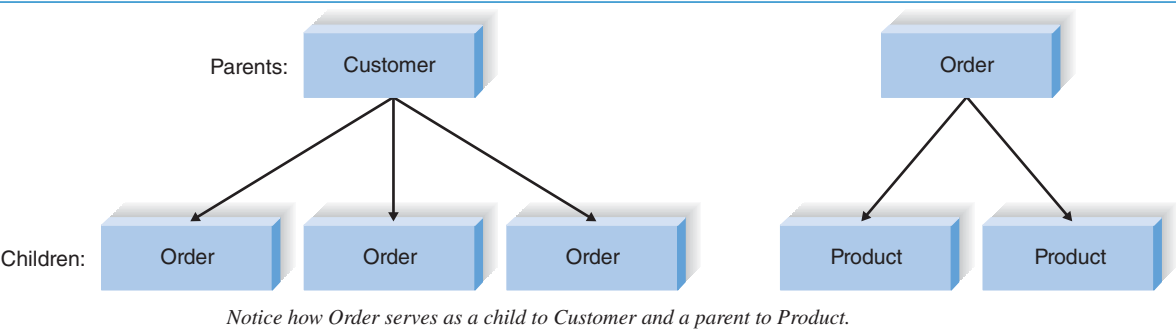 Parents: Customer Order
Children: Order Order Order Product Product
Notice how Order serves as a child to Customer and a parent to Product.